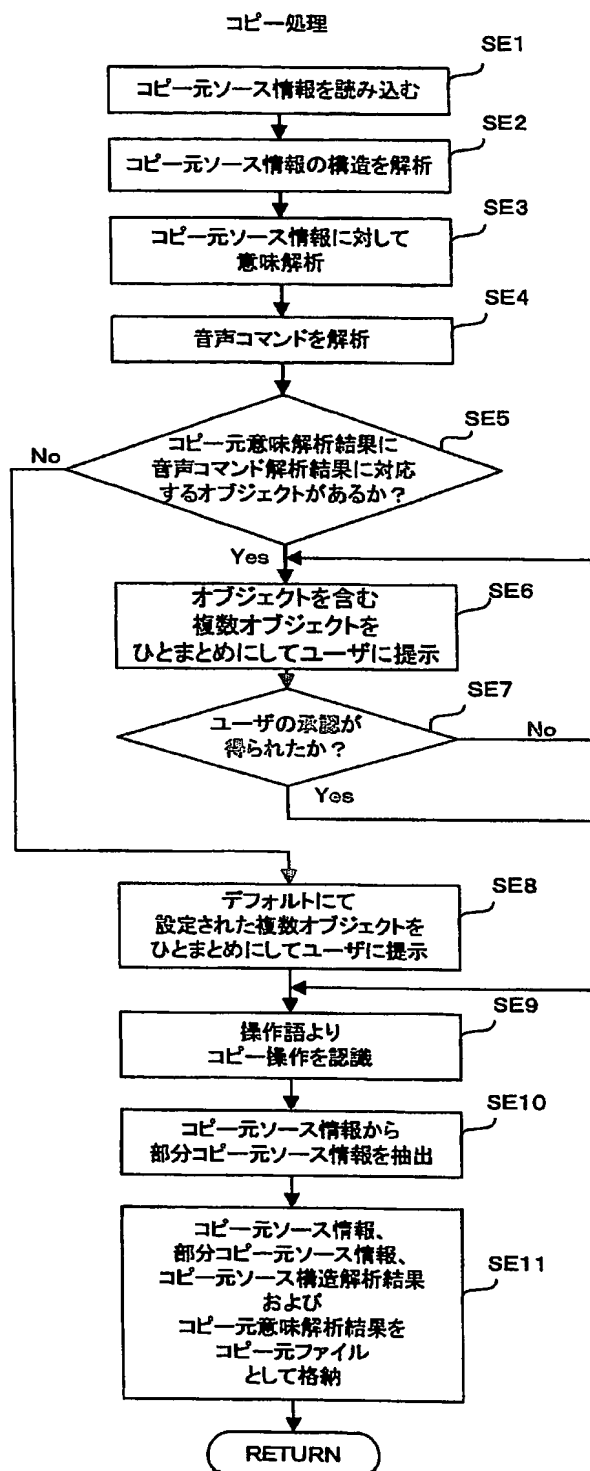 コピー処理
SE1
コピー元ソース情報を読み込む
SE2
コピー元ソース情報の構造を解析
SE3
コピー元ソース情報に対して
意味解析
SE4
音声コマンドを解析
SE5
コピー元意味解析結果に
音声コマンド解析結果に対応
するオブジェクトがあるか？
No
Yes
SE6
オブジェクトを含む
複数オブジェクトを
ひとまとめにしてユーザに提示
SE7
ユーザの承認が
得られたか？
No
Yes
SE8
デフォルトにて
設定された複数オブジェクトを
ひとまとめにしてユーザに提示
SE9
操作語より
コピー操作を認識
SE10
コピー元ソース情報から
部分コピー元ソース情報を抽出
SE11
コピー元ソース情報、
部分コピー元ソース情報、
コピー元ソース構造解析結果
および
コピー元意味解析結果を
コピー元ファイル
として格納
RETURN